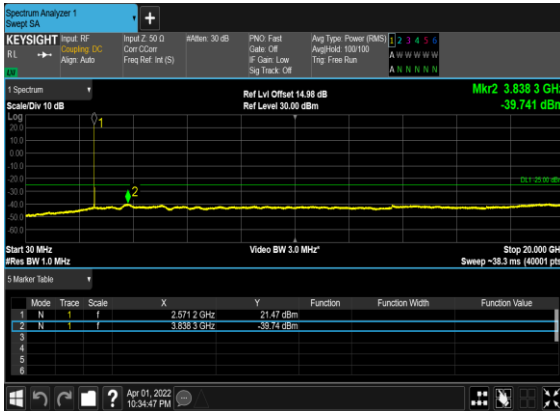 Spectrum Analyzer 1
Swept SA
+
KEYSIGHT
RL
Input: RF
Coupling: DC
Align: Auto
Input Z: 50 Ω
Corr CCorr
Freq Ref: Int (S)
#Atten: 30 dB
PNO: Fast
Gate: Off
IF Gain: Low
Sig Track: Off
Avg Type: Power (RMS)
Avg|Hold: 100/100
Trig: Free Run
1 2 3 4 5 6
A W W W W W
A N N N N N
1 Spectrum
Scale/Div 10 dB
Ref Lvl Offset 14.98 dB
Ref Level 30.00 dBm
Mkr2 3.838 3 GHz
-39.741 dBm
Log
20.0
10.0
0.00
-10.0
-20.0
-30.0
-40.0
-50.0
-60.0
1
2
DL1 -25.00 dBm
Start 30 MHz
#Res BW 1.0 MHz
Video BW 3.0 MHz*
Stop 20.000 GHz
Sweep ~38.3 ms (40001 pts)
5 Marker Table
Mode Trace Scale X Y Function Function Width Function Value
1 N 1 f 2.571 2 GHz 21.47 dBm
2 N 1 f 3.838 3 GHz -39.74 dBm
3
4
5
6
?
Apr 01, 2022
10:34:47 PM